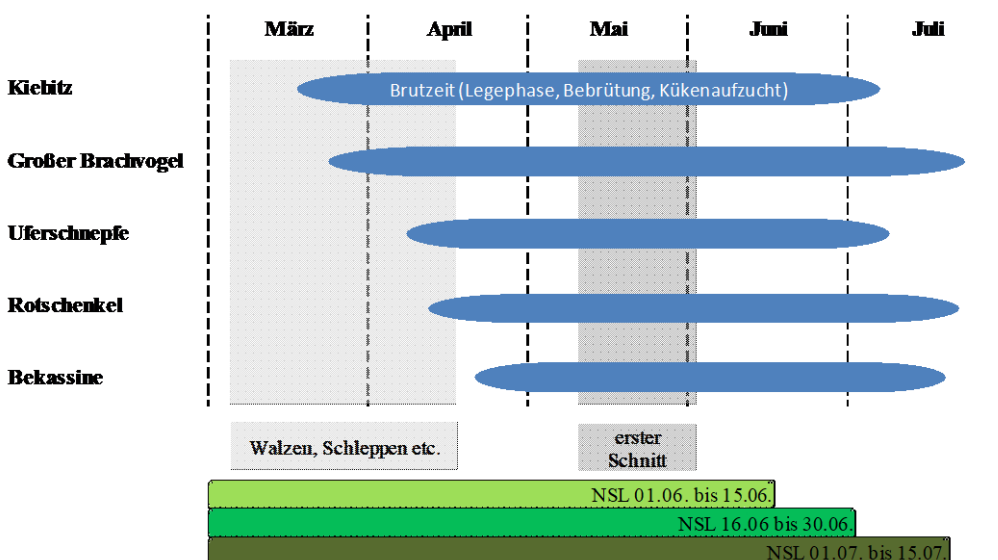 März April Mai Juni Juli
Kiebitz
Brutzeit (Legephase, Bebrütung, Kükenaufzucht)
Großer Brachvogel
Uferschnepfe
Rotschenkel
Bekassine
Walzen, Schleppen etc.
erster
Schnitt
NSL 01.06. bis 15.06.
NSL 16.06 bis 30.06.
NSL 01.07. bis 15.07.